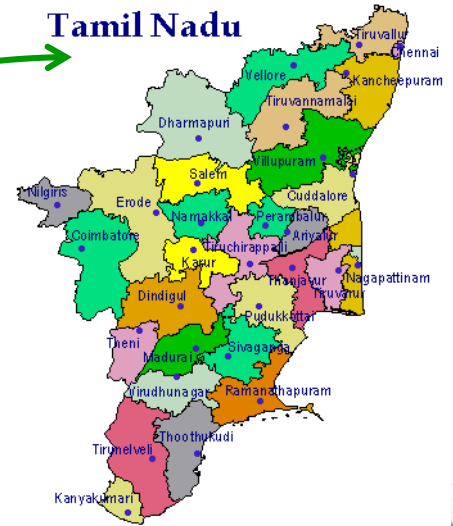 Tamil Nadu
Tiruvallur
Chennai
Vellore
Kancheepuram
Tiruvannamalai
Dharmapuri
Villupuram
Salem
Nilgiris
Erode
Cuddalore
Namakkal
Perambalur
Coimbatore
Ariyalur
Tiruchirappalli
Karur
Thanjavur
Nagapattinam
Dindigul
Tiruvarur
Pudukkottai
Theni
Sivaganga
Madurai
Virudhunagar
Ramanathapuram
Thoothukudi
Tirunelveli
Kanyakumari